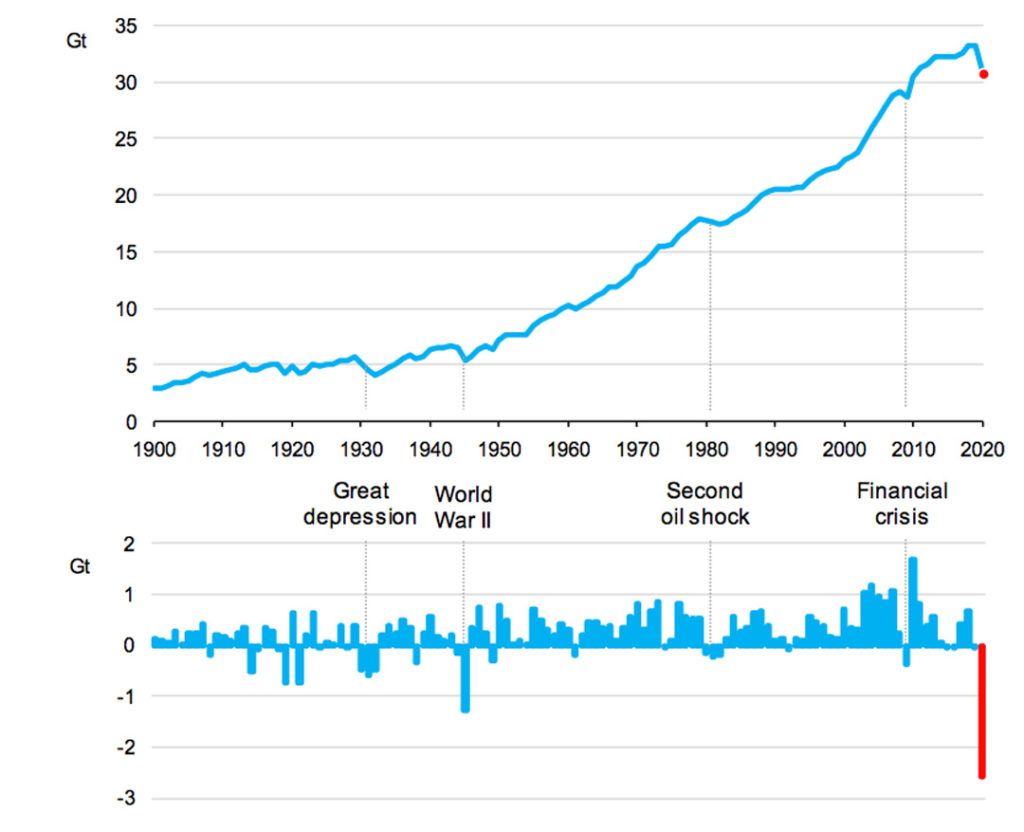 35
Gt
30
25
20
15
10
5
0
1900 1910 1920 1930 1940 1950 1960 1970 1980 1990 2000 2010 2020
Great
depression
World
War II
Second
oil shock
Financial
crisis
2
Gt
1
0
-1
-2
-3